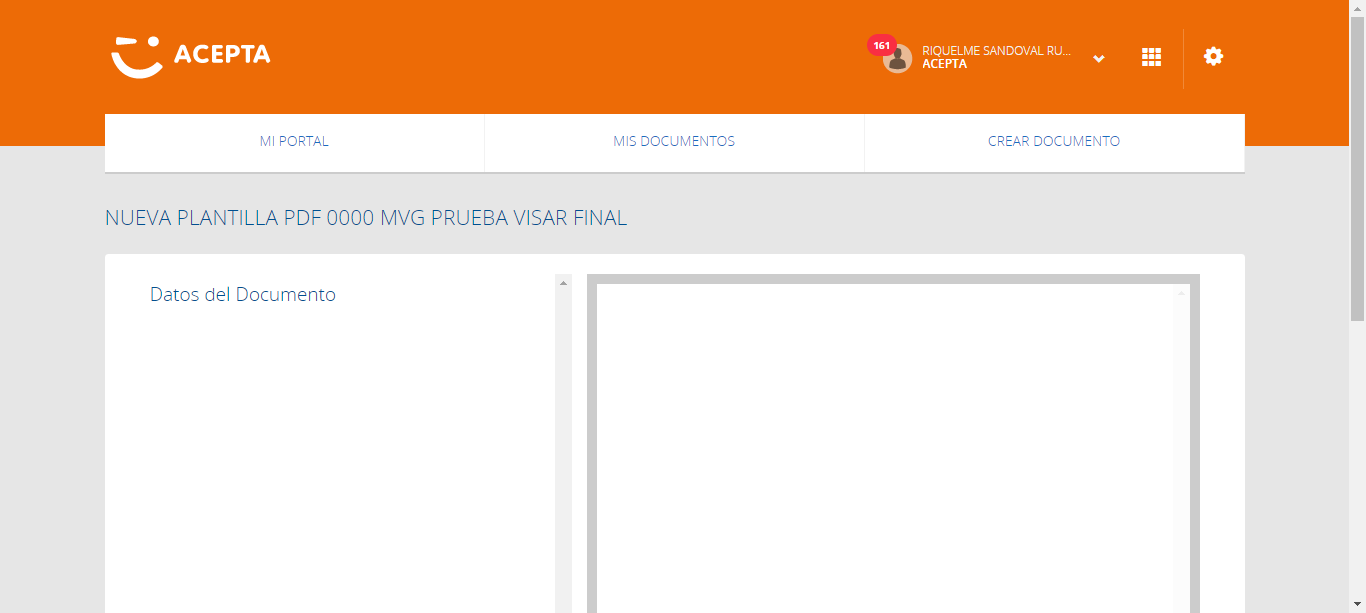 ACEPTA
161
RIQUELME SANDOVAL RU...
ACEPTA
MI PORTAL
MIS DOCUMENTOS
CREAR DOCUMENTO
NUEVA PLANTILLA PDF 0000 MVG PRUEBA VISAR FINAL
Datos del Documento